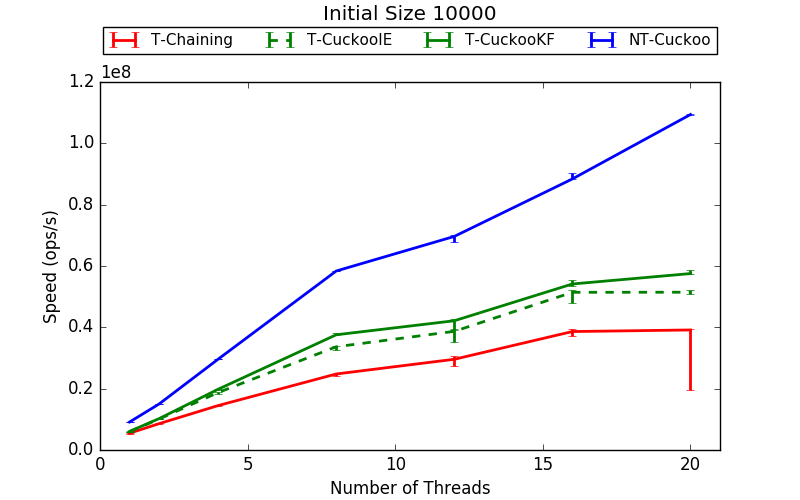 Initial Size 10000
T-Chaining T-CuckooIE T-CuckooKF NT-Cuckoo
1e8
1.2
1.0
0.8
0.6
0.4
0.2
0.0
Speed (ops/s)
0 5 10 15 20
Number of Threads